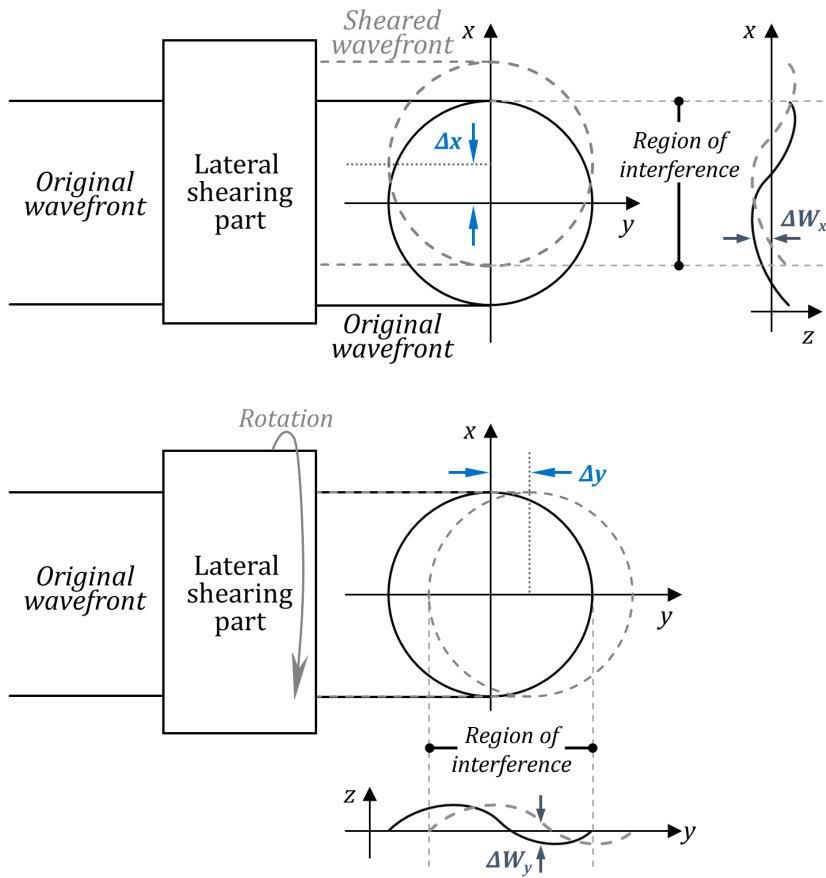 Sheared
wavefront
x
x
Δx
Region of
interference
Original
wavefront
Lateral
shearing
part
y
ΔWx
Original
wavefront
z
Rotation
x
Δy
Original
wavefront
Lateral
shearing
part
y
Region of
interference
z
y
ΔWy